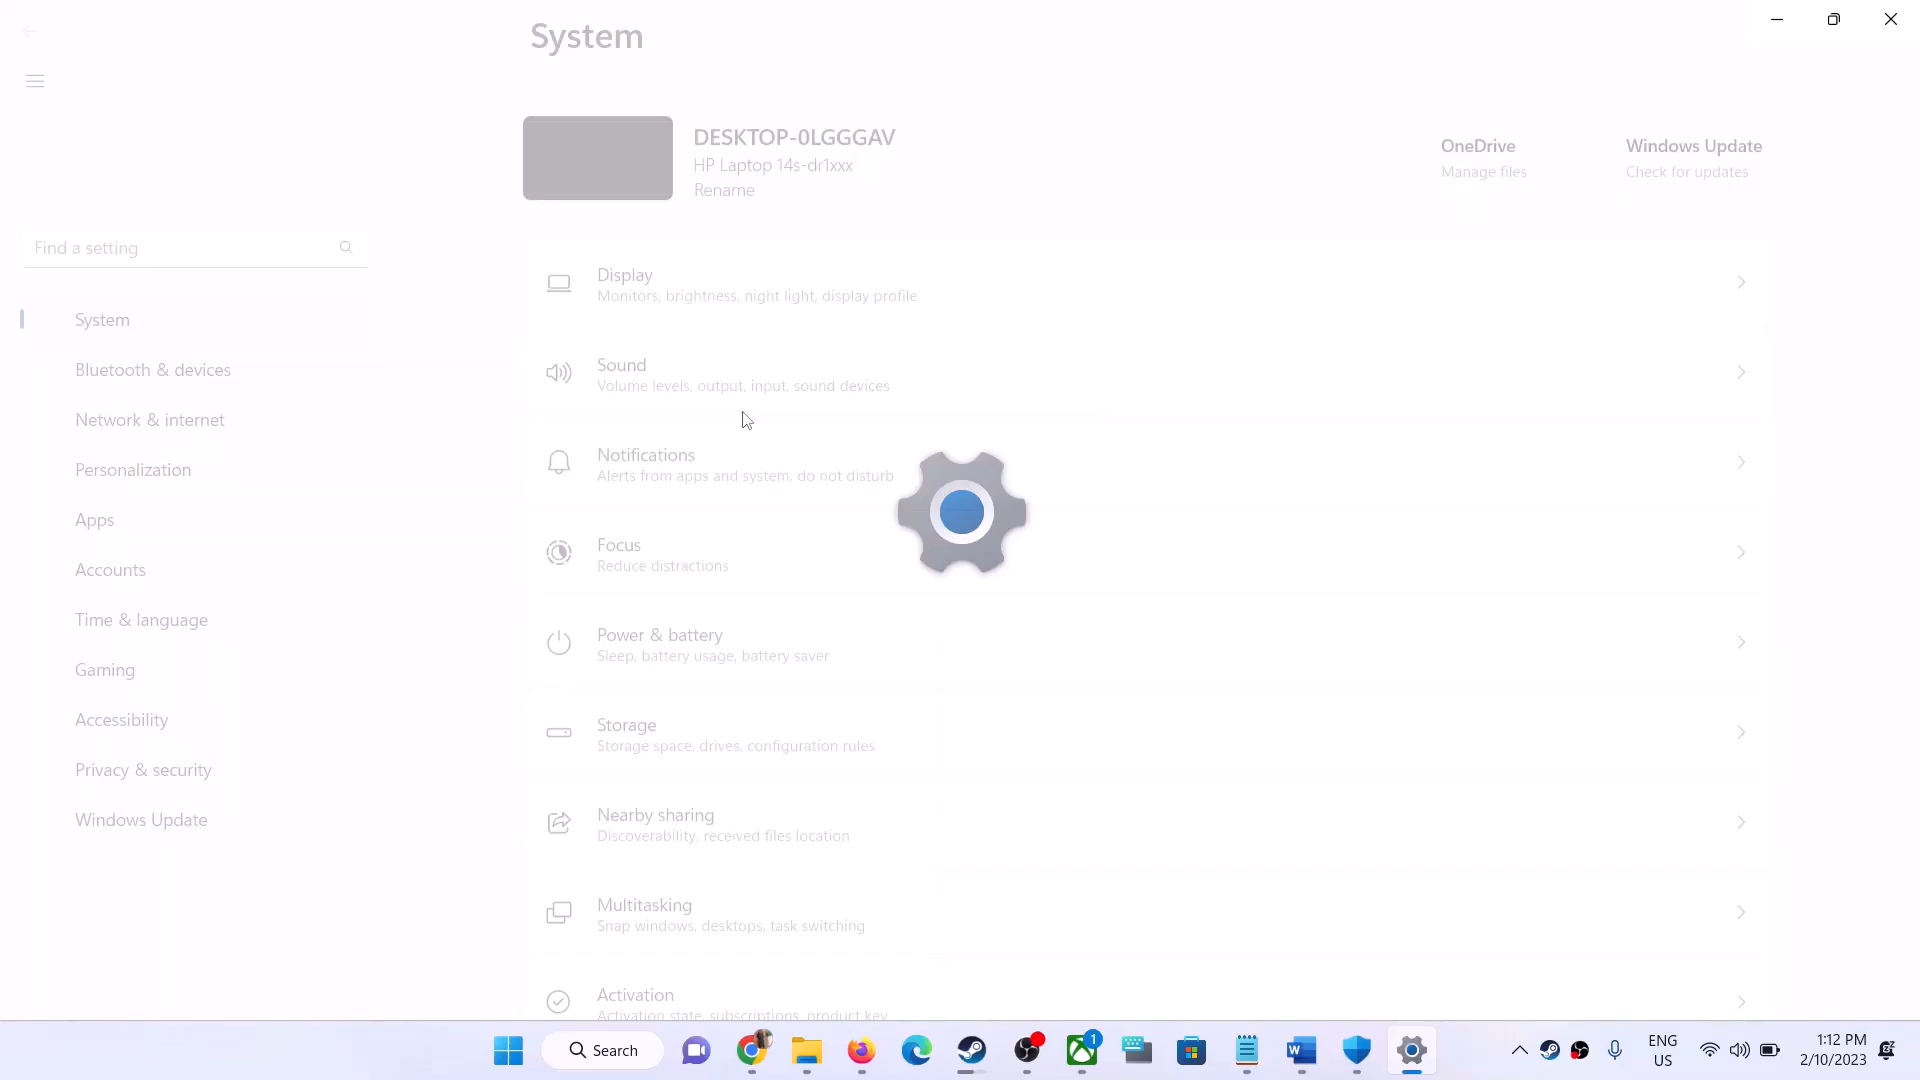 System
DESKTOP-0LGGGAV
HP Laptop 14s-dr1xxx
Rename
OneDrive
Manage files
Windows Update
Check for updates
Find a setting
System
Bluetooth & devices
Network & internet
Personalization
Apps
Accounts
Time & language
Gaming
Accessibility
Privacy & security
Windows Update
Display
Monitors, brightness, night light, display profile
Sound
Volume levels, output, input, sound devices
Notifications
Alerts from apps and system, do not disturb
Focus
Reduce distractions
Power & battery
Sleep, battery usage, battery saver
Storage
Storage space, drives, configuration rules
Nearby sharing
Discoverability, received files location
Multitasking
Snap windows, desktops, task switching
Activation
Activation state, subscriptions, product key
Search
1
W
ENG
US
1:12 PM
2/10/2023